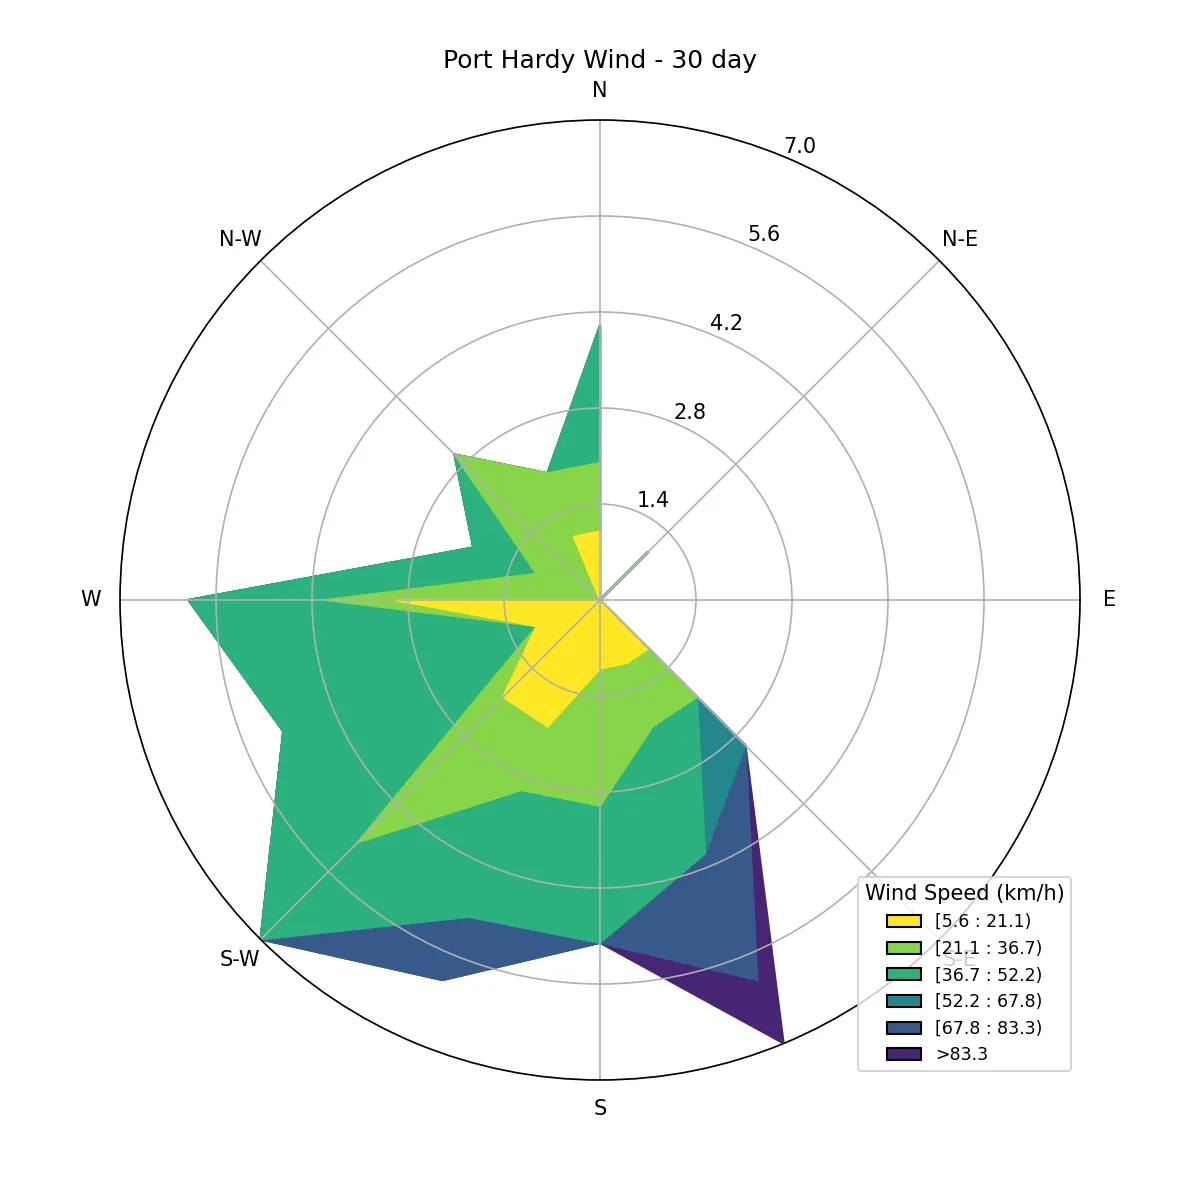 Port Hardy Wind - 30 day
N
7.0
N-W
5.6
N-E
4.2
2.8
1.4
W
E
S-W
S-E
Wind Speed (km/h)
[5.6 : 21.1)
[21.1 : 36.7)
[36.7 : 52.2)
[52.2 : 67.8)
[67.8 : 83.3)
>83.3
S